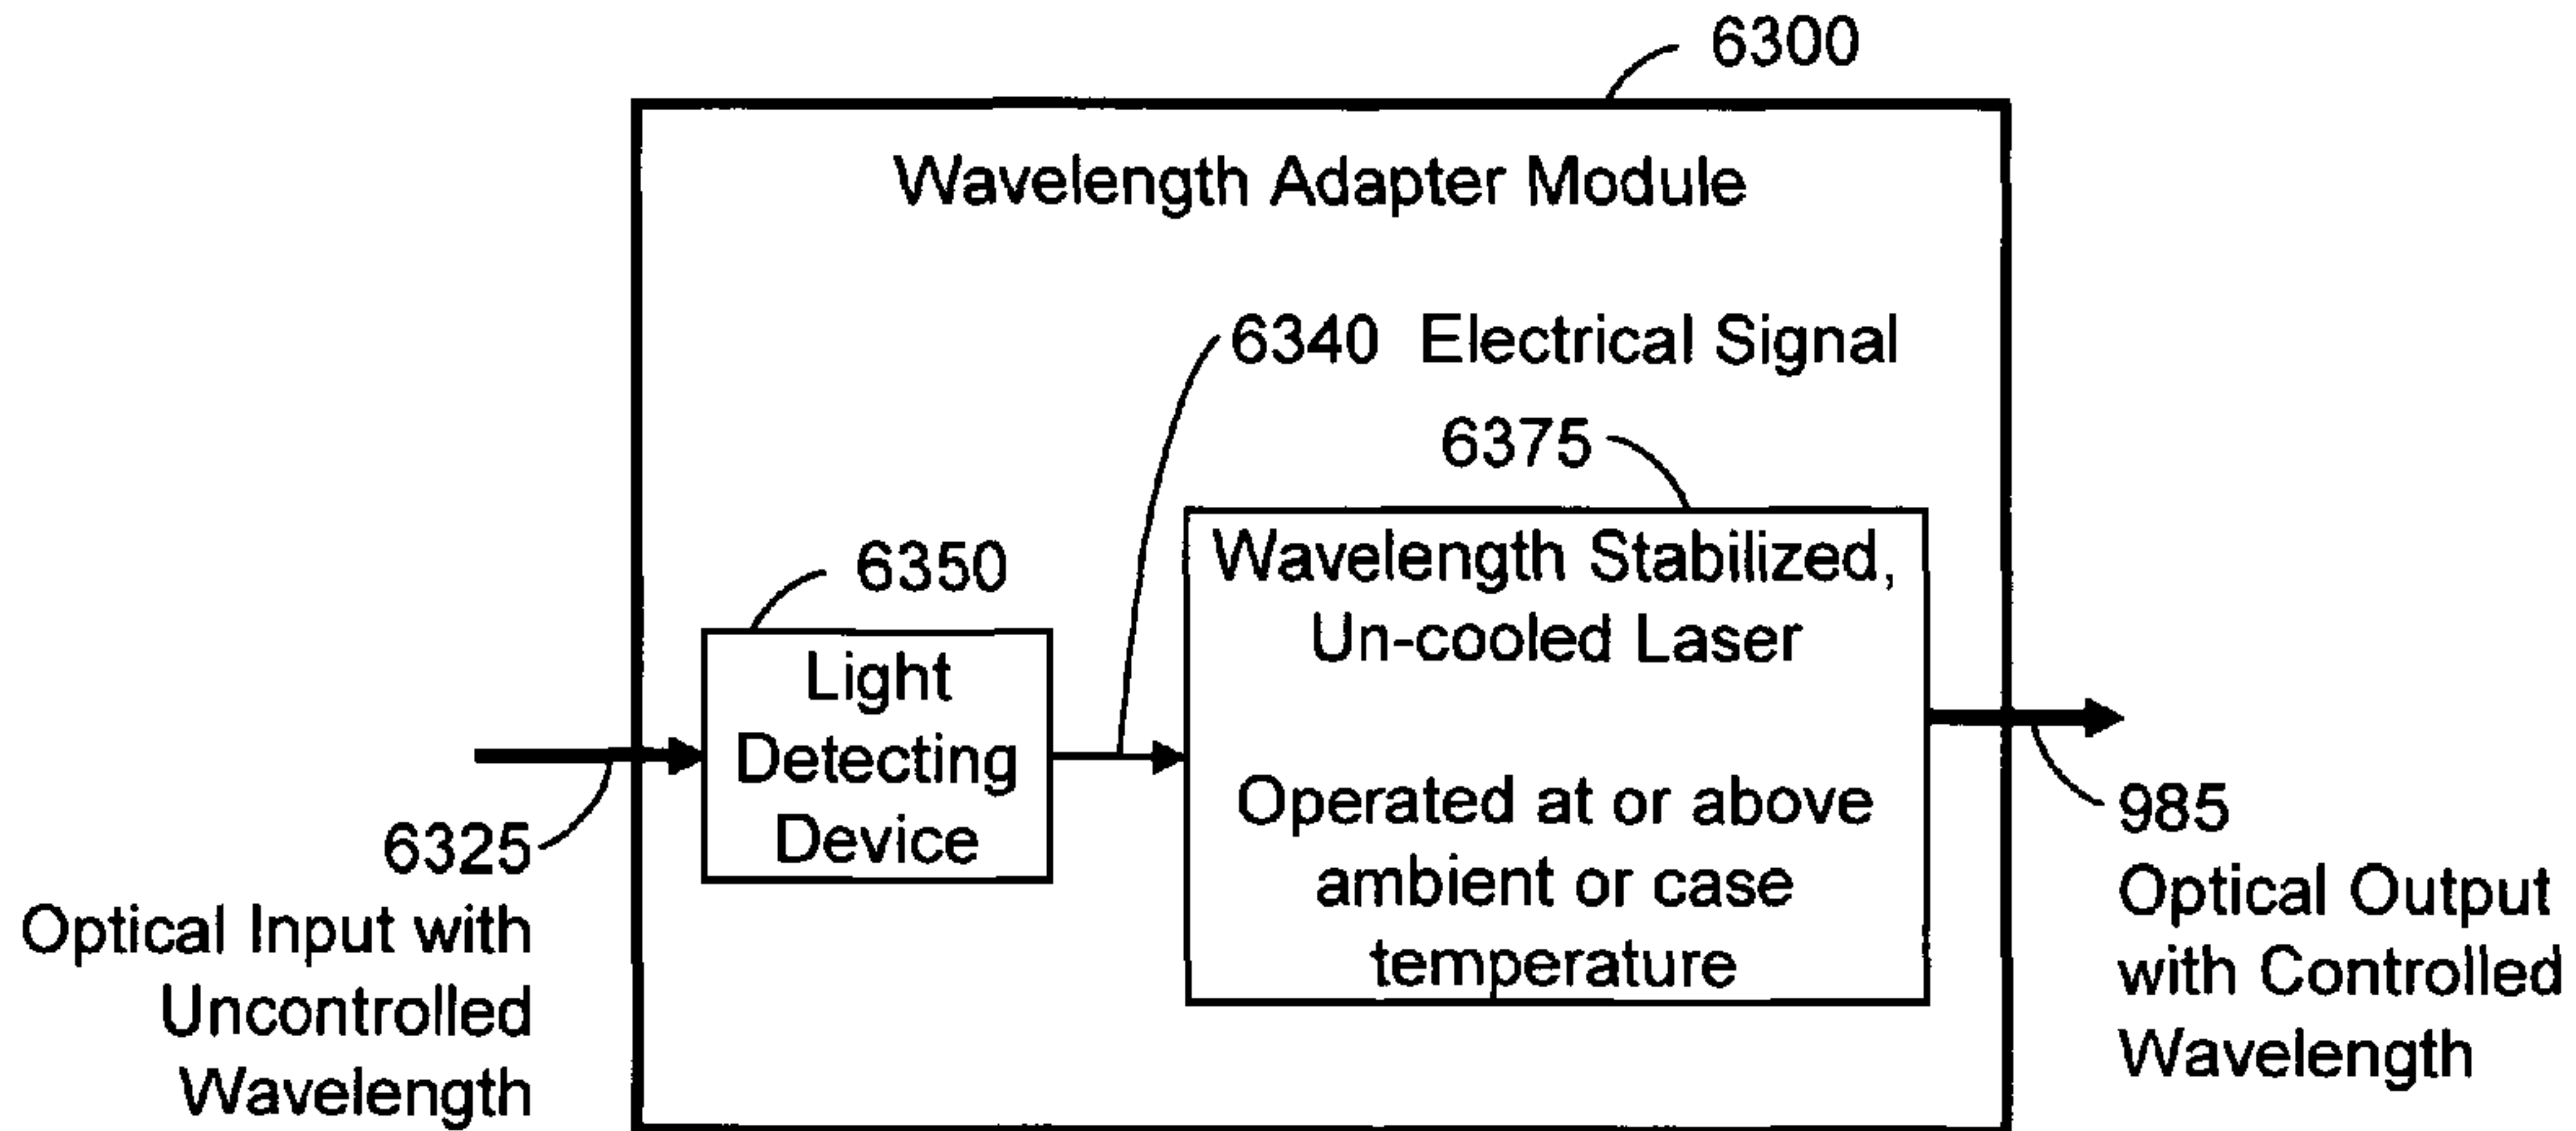 6300
Wavelength Adapter Module
6340 Electrical Signal
6375
Wavelength Stabilized,
Un-cooled Laser
Operated at or above
ambient or case
temperature
6350
Light
Detecting
Device
6325
Optical Input with
Uncontrolled
Wavelength
985
Optical Output
with Controlled
Wavelength